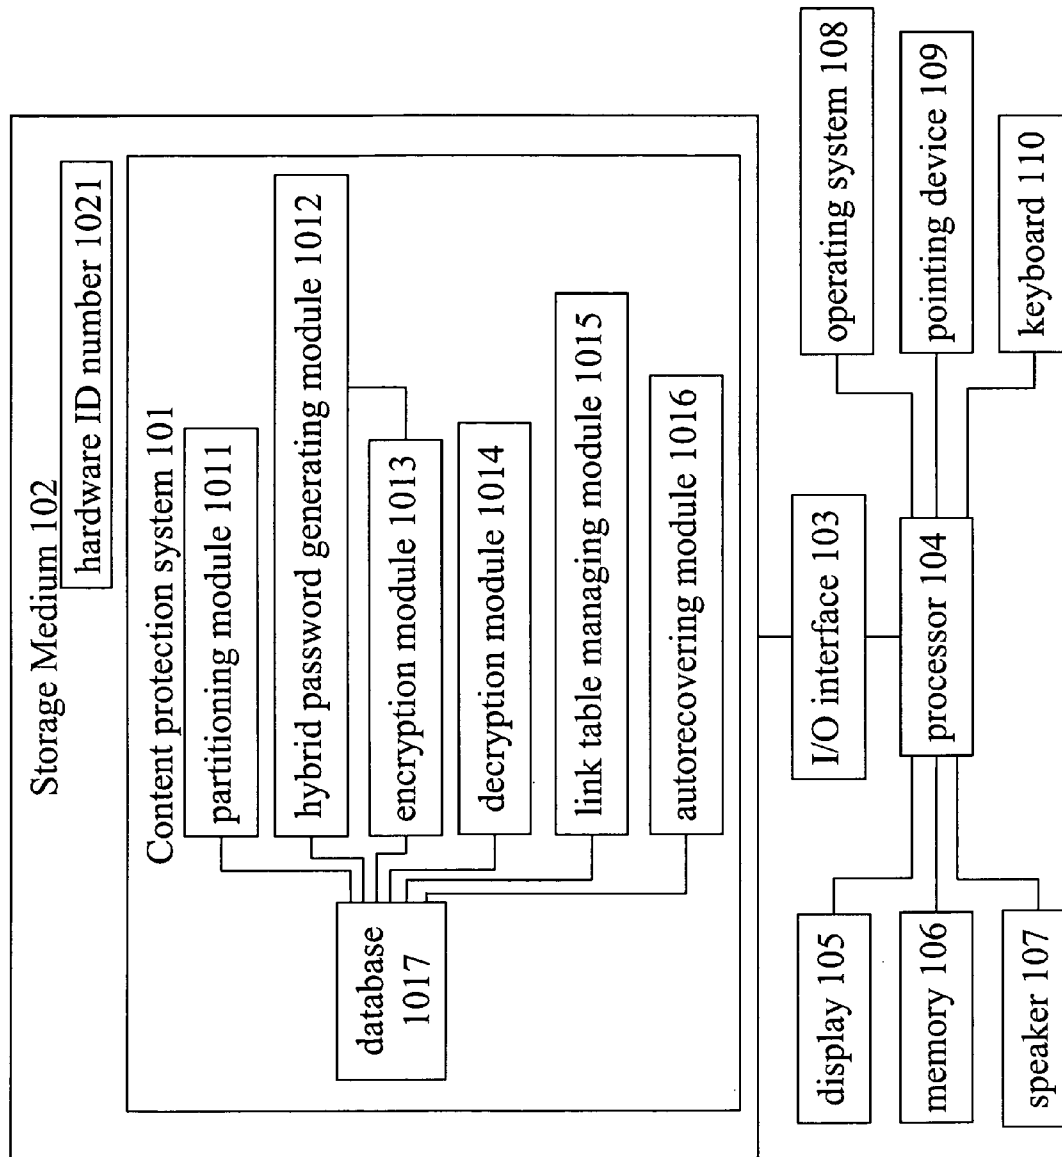 Storage Medium 102
hardware ID number 1021
Content protection system 101
partitioning module 1011
hybrid password generating module 1012
encryption module 1013
decryption module 1014
link table managing module 1015
autorecovering module 1016
database
1017
I/O interface 103
processor 104
display 105
memory 106
speaker 107
operating system 108
pointing device 109
keyboard 110